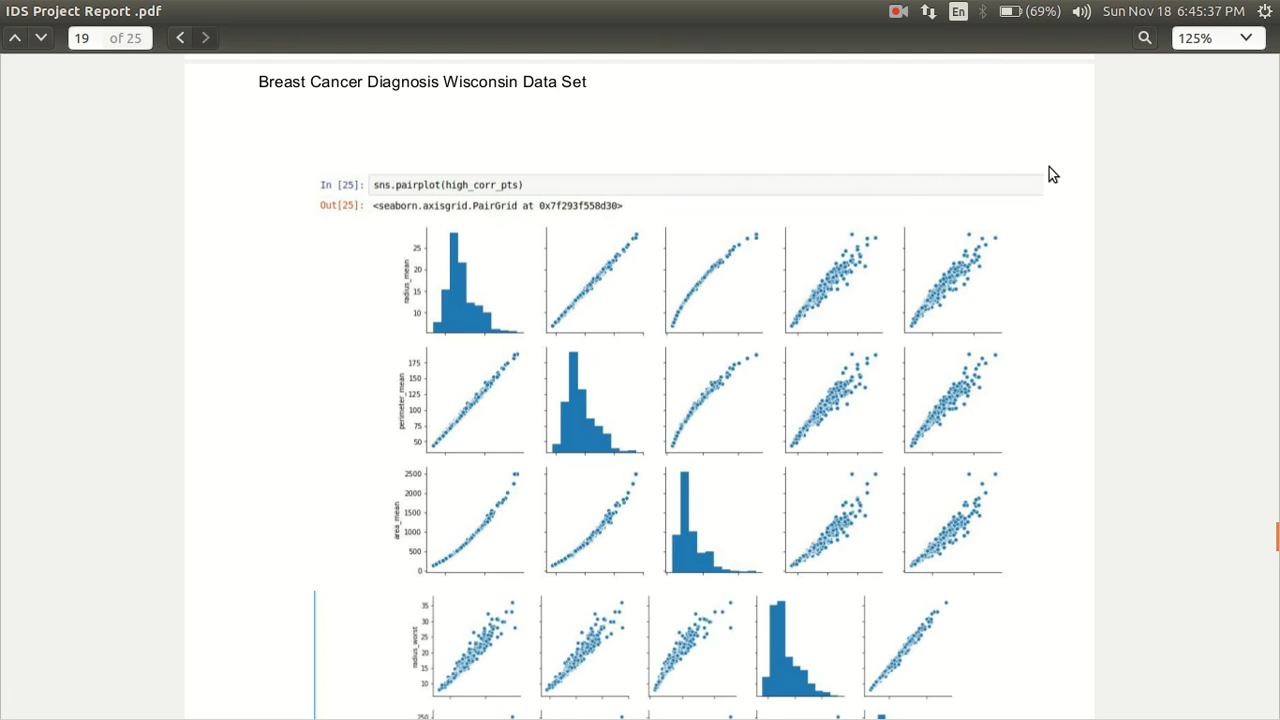 IDS Project Report .pdf
En (69%) Sun Nov 18 6:45:37 PM
19 of 25
125%
Breast Cancer Diagnosis Wisconsin Data Set
In [25]: sns.pairplot(high_corr_pts)
Out[25]: <seaborn.axisgrid.PairGrid at 0x7f293f558d30>
radius_mean
25
20
15
10
perimeter_mean
175
150
125
100
75
50
area_mean
2500
2000
1500
1000
500
0
radius_worst
35
30
25
20
15
10
250